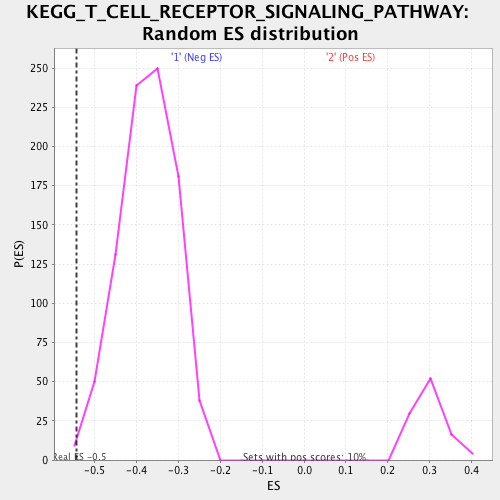 KEGG_T_CELL_RECEPTOR_SIGNALING_PATHWAY:
Random ES distribution
'1' (Neg ES) '2' (Pos ES)
250
225
200
175
150
125
100
75
50
25
0
P(ES)
Real ES -0.5 Sets with pos scores: 10%
-0.5 -0.4 -0.3 -0.2 -0.1 0.0 0.1 0.2 0.3 0.4
ES